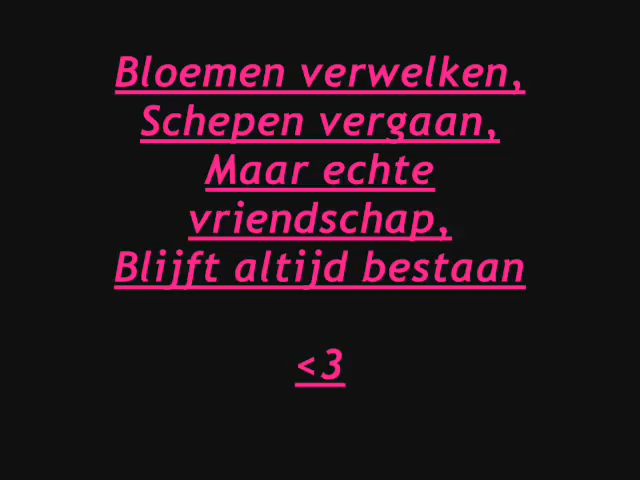 Bloemen verwelken,
Schepen vergaan,
Maar echte
vriendschap,
Blijft altijd bestaan
<3